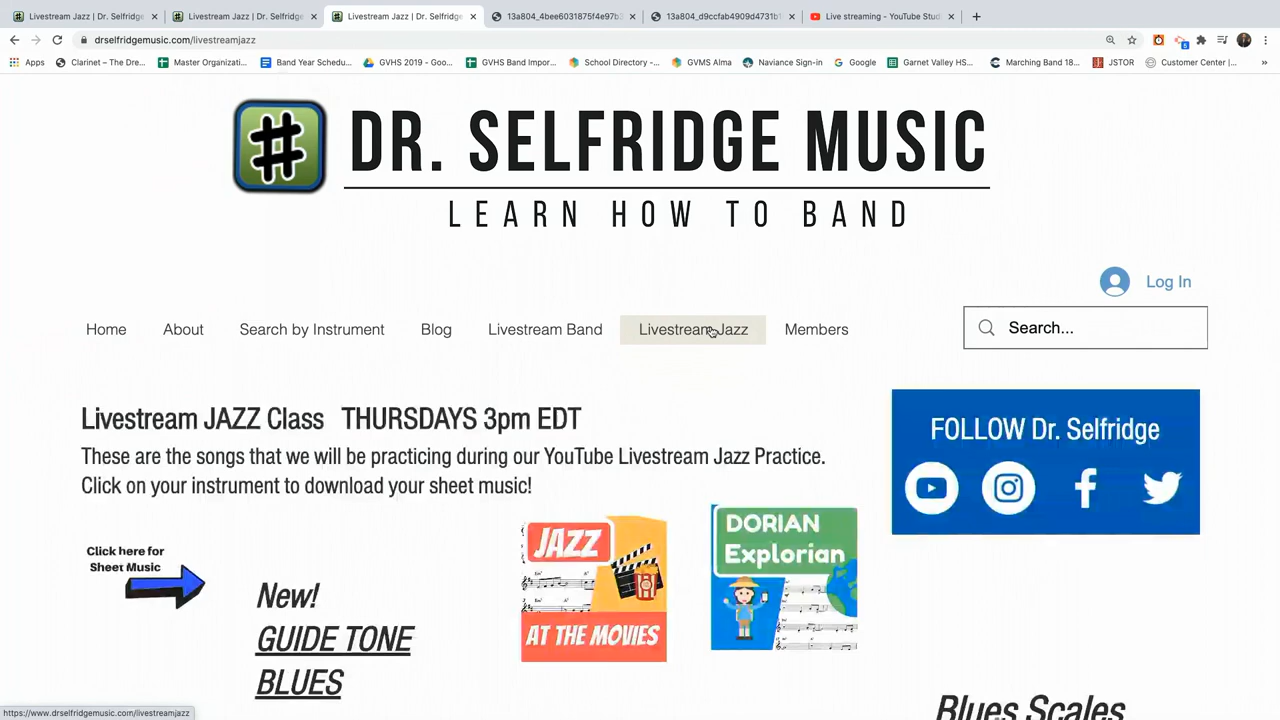 Livestream Jazz | Dr. Selfridge
Livestream Jazz | Dr. Selfridge
Livestream Jazz | Dr. Selfridge
13a804_4bee6031875f4e97b3
13a804_d9ccfab4909d4731b1
Live streaming - YouTube Stud
drselfridgemusic.com/livestreamjazz
Apps
Clarinet – The Dre...
Master Organizati...
Band Year Schedu...
GVHS 2019 - Goo...
GVHS Band Impor...
School Directory -...
GVMS Alma
Naviance Sign-in
Google
Garnet Valley HS...
Marching Band 18...
JSTOR
Customer Center |...
DR. SELFRIDGE MUSIC
LEARN HOW TO BAND
Log In
Home
About
Search by Instrument
Blog
Livestream Band
Livestream Jazz
Members
Search...
Livestream JAZZ Class THURSDAYS 3pm EDT
These are the songs that we will be practicing during our YouTube Livestream Jazz Practice.
Click on your instrument to download your sheet music!
FOLLOW Dr. Selfridge
Click here for
Sheet Music
New!
GUIDE TONE
BLUES
JAZZ
AT THE MOVIES
DORIAN
Explorian
Blues Scales
https://www.drselfridgemusic.com/livestreamjazz